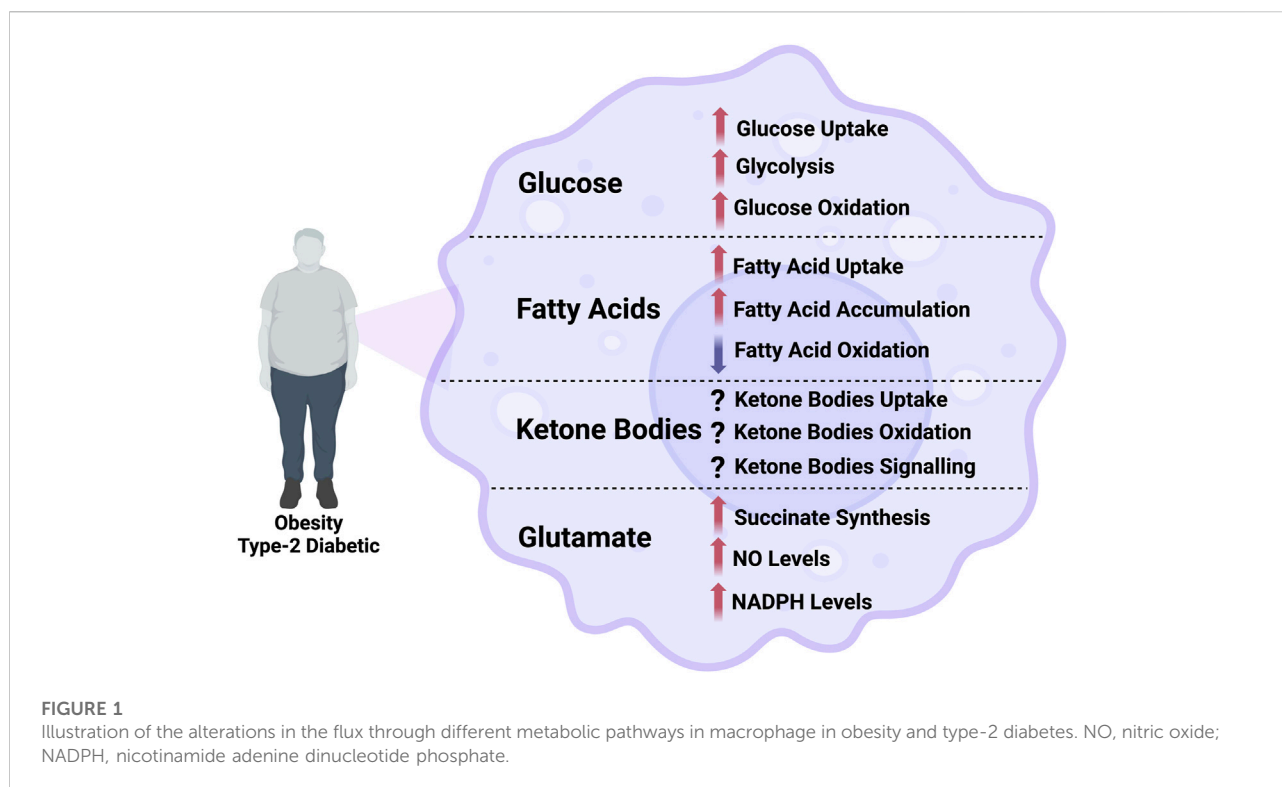 Glucose
Glucose Uptake
Glycolysis
Glucose Oxidation
Fatty Acids
Fatty Acid Uptake
Fatty Acid Accumulation
Fatty Acid Oxidation
Ketone Bodies
? Ketone Bodies Uptake
? Ketone Bodies Oxidation
? Ketone Bodies Signalling
Glutamate
Succinate Synthesis
NO Levels
NADPH Levels
Obesity
Type-2 Diabetic
FIGURE 1
Illustration of the alterations in the flux through different metabolic pathways in macrophage in obesity and type-2 diabetes. NO, nitric oxide;
NADPH, nicotinamide adenine dinucleotide phosphate.